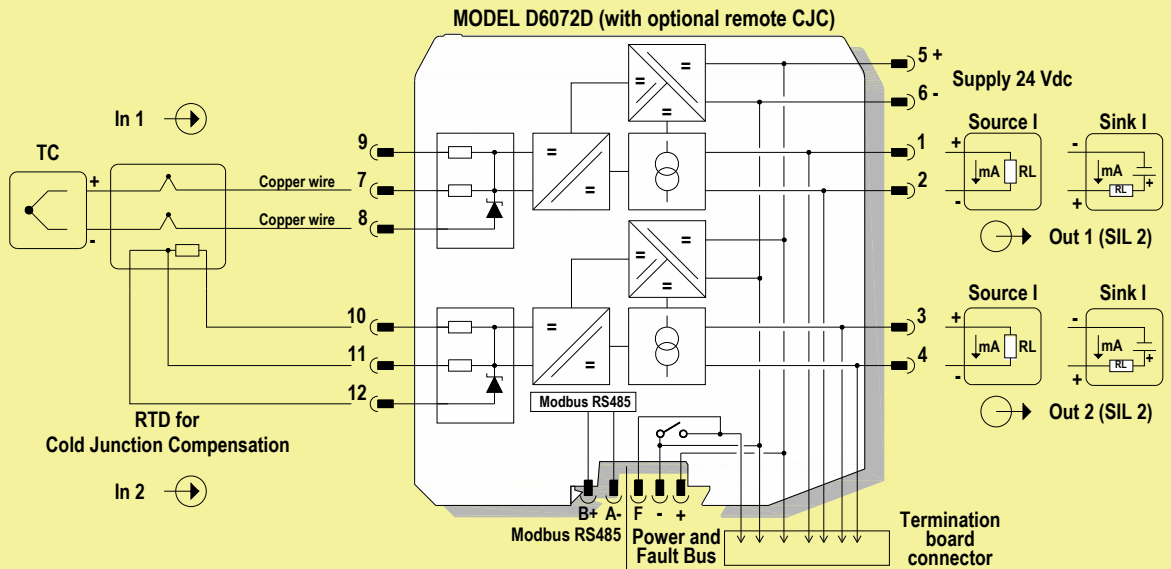 MODEL D6072D (with optional remote CJC)
5 +
Supply 24 Vdc
6 -
In 1
TC
+
-
Copper wire
Copper wire
9
7
8
=
=
=
=
=
1
2
Source I
+
mA
RL
-
Sink I
-
mA
RL
+
+
Out 1 (SIL 2)
10
11
12
=
=
=
=
=
3
4
Source I
+
mA
RL
-
Sink I
-
mA
RL
+
+
Out 2 (SIL 2)
RTD for
Cold Junction Compensation
In 2
Modbus RS485
B+ A- F - +
Modbus RS485
Power and
Fault Bus
Termination
board
connector